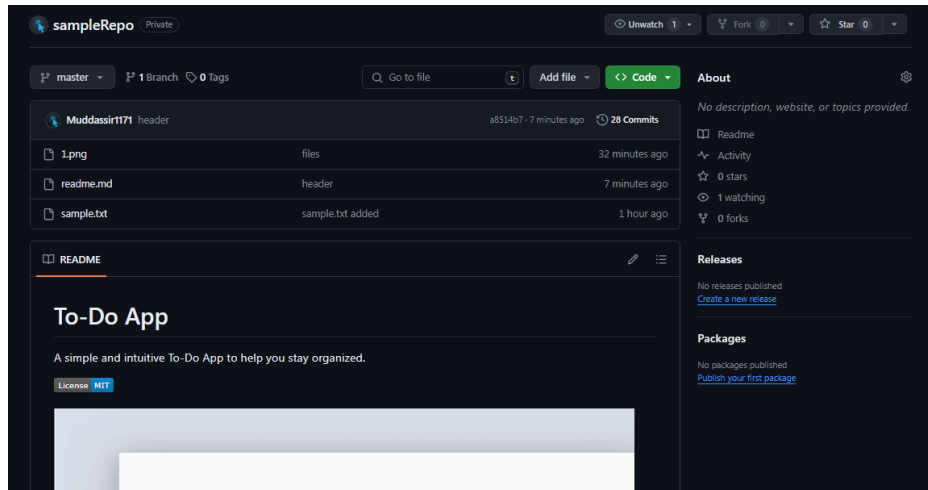 sampleRepo Private
Unwatch 1 Fork 0 Star 0
master 1 Branch 0 Tags Go to file t Add file <> Code
Muddassir1171 header a8514b7 · 7 minutes ago 28 Commits
1.png files 32 minutes ago
readme.md header 7 minutes ago
sample.txt sample.txt added 1 hour ago
README
To-Do App
A simple and intuitive To-Do App to help you stay organized.
License MIT
About
No description, website, or topics provided.
Readme
Activity
0 stars
1 watching
0 forks
Releases
No releases published
Create a new release
Packages
No packages published
Publish your first package